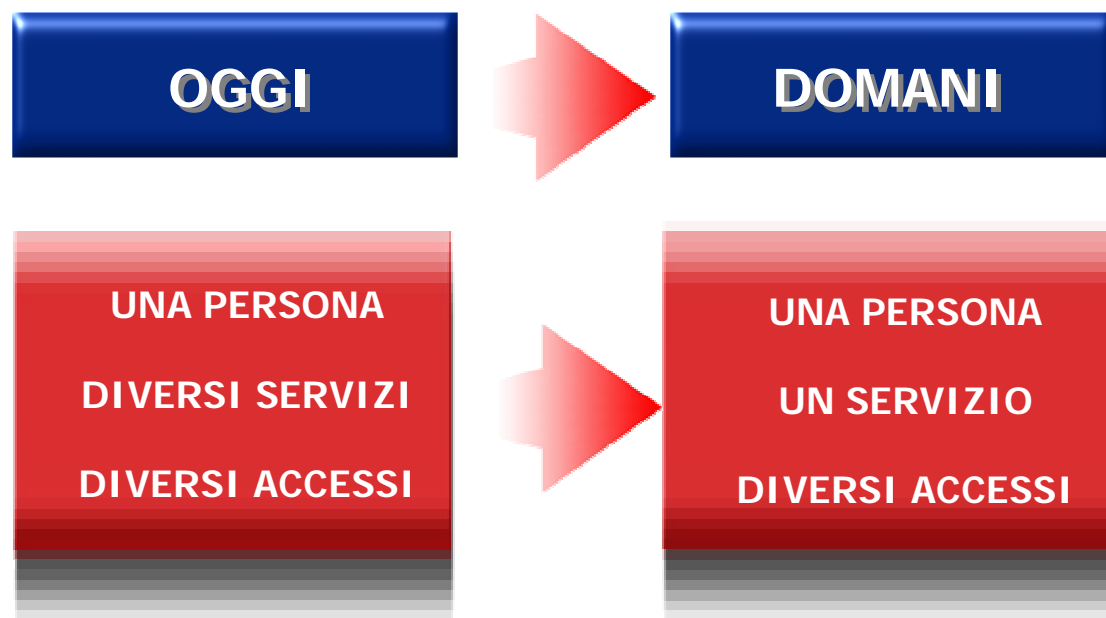 OGGI
DOMANI
UNA PERSONA
DIVERSI SERVIZI
DIVERSI ACCESSI
UNA PERSONA
UN SERVIZIO
DIVERSI ACCESSI